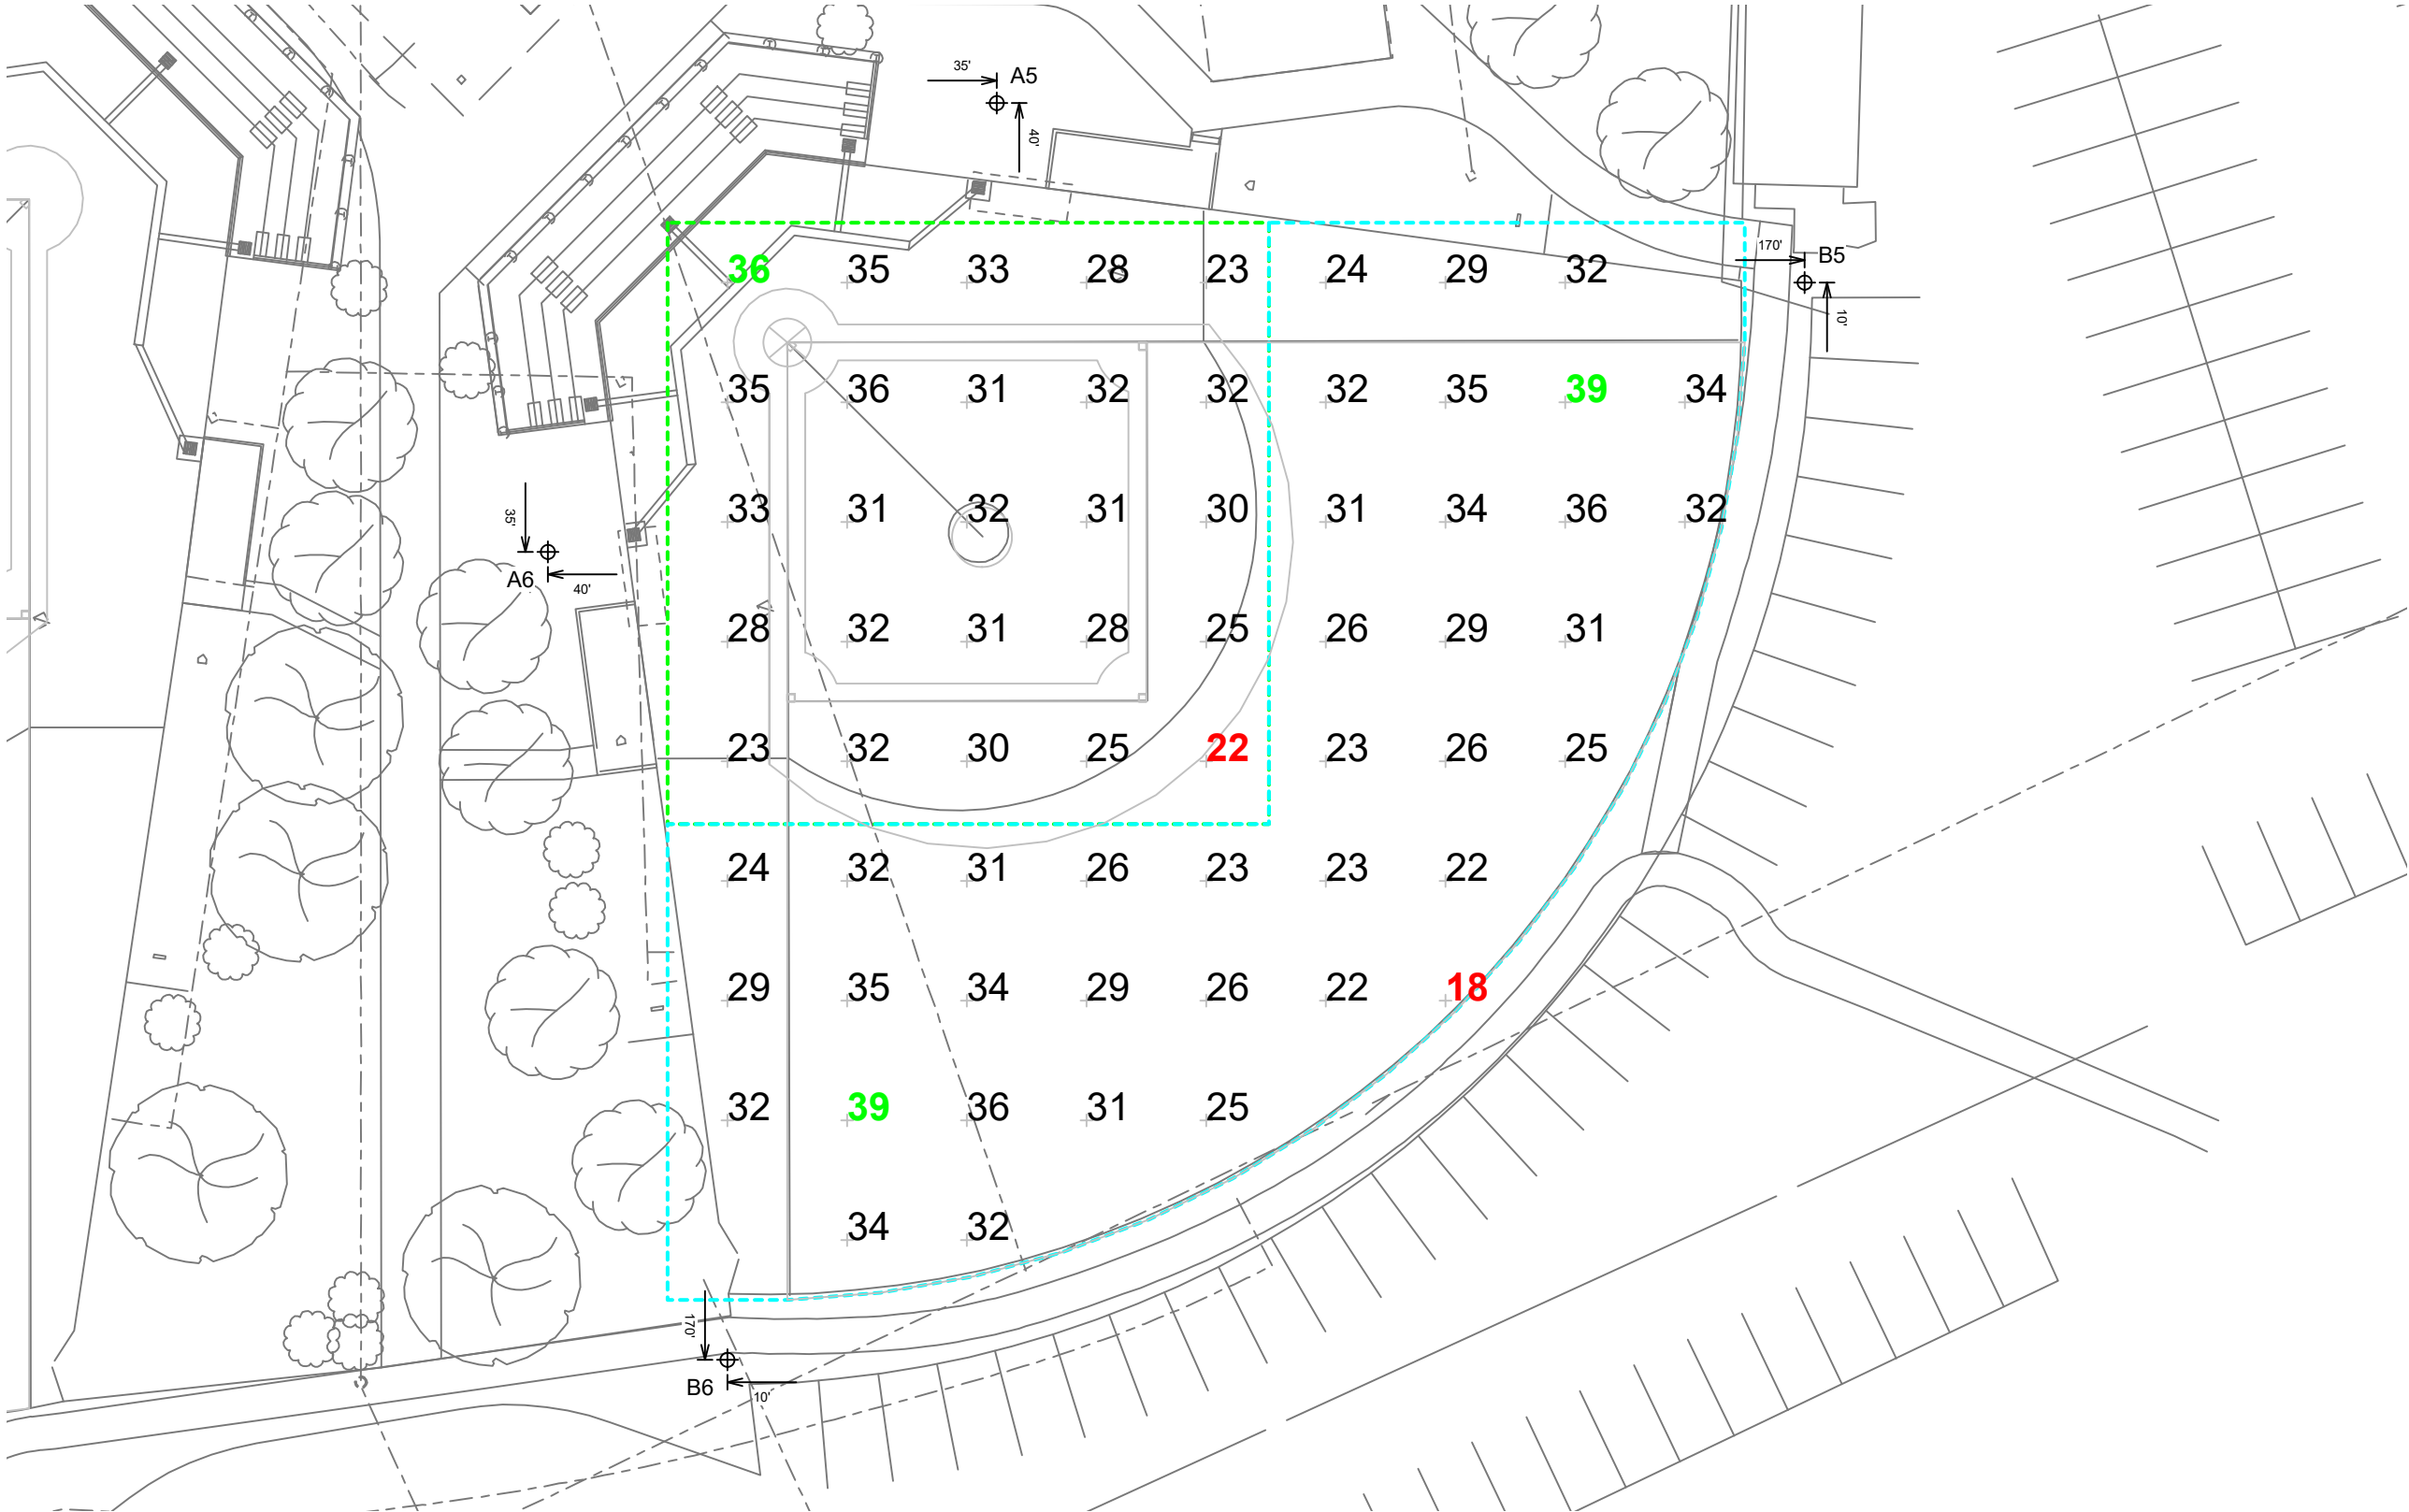 35' A5
40'
170' B5
10'
36 35 33 28 23 24 29 32
35 36 31 32 32 32 35 39 34
33 31 32 31 30 31 34 36 32
35'
A6
40'
28 32 31 28 25 26 29 31
23 32 30 25 22 23 26 25
24 32 31 26 23 23 22
29 35 34 29 26 22 18
32 39 36 31 25
34 32
170'
B6
10'